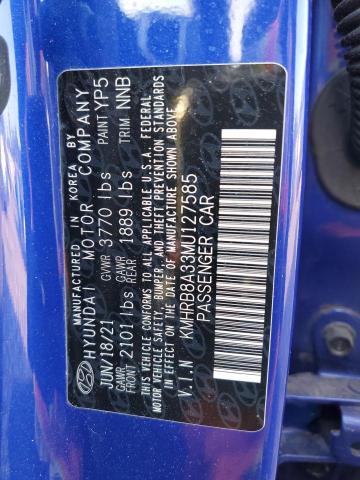 MANUFACTURED IN KOREA BY
HYUNDAI MOTOR COMPANY
JUN/18/21 GVWR 3770 lbs PAINT YP5
GAWR FRONT 2101 lbs GAWR REAR 1889 lbs TRIM NNB
THIS VEHICLE CONFORMS TO ALL APPLICABLE U.S.A. FEDERAL
MOTOR VEHICLE SAFETY, BUMPER, AND THEFT PREVENTION
STANDARDS IN EFFECT ON THE DATE OF
MANUFACTURE SHOWN ABOVE.
V.I.N KMHRB8A33MU127585
PASSENGER CAR